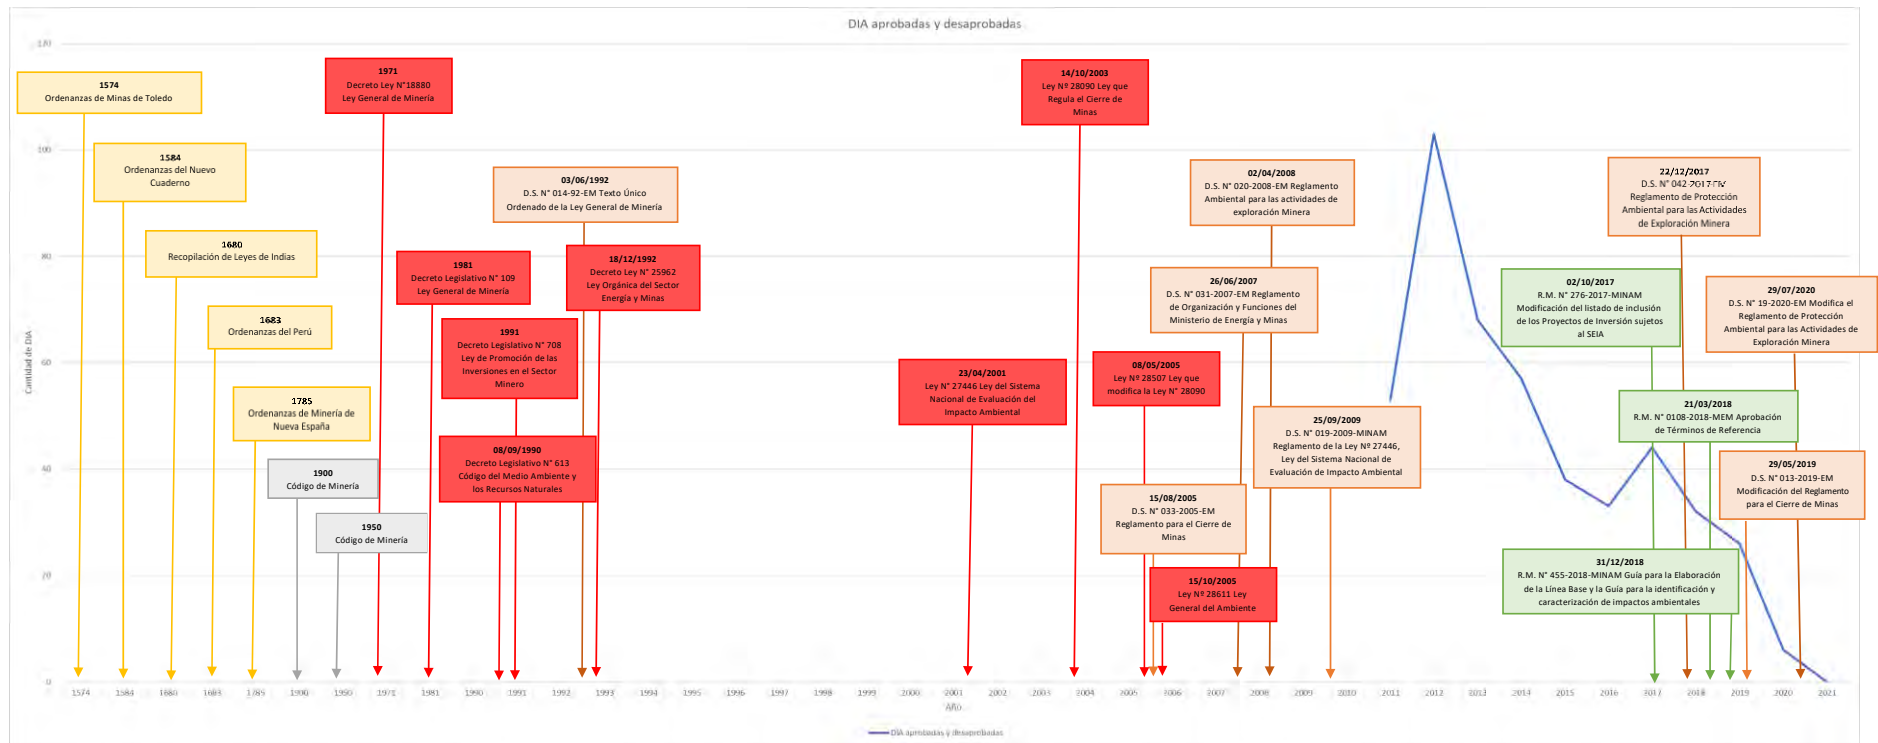 DIA aprobadas y desaprobadas
120
100
80
60
40
20
0
Cantidad de DIA
1574
Ordenanzas de Minas de Toledo
1584
Ordenanzas del Nuevo
Cuaderno
1680
Recopilación de Leyes de Indias
1683
Ordenanzas del Perú
1785
Ordenanzas de Minería de
Nueva España
1900
Código de Minería
1950
Código de Minería
1971
Decreto Ley N°18880
Ley General de Minería
1981
Decreto Legislativo N° 109
Ley General de Minería
1991
Decreto Legislativo N° 708
Ley de Promoción de las
Inversiones en el Sector
Minero
08/09/1990
Decreto Legislativo N° 613
Código del Medio Ambiente y
los Recursos Naturales
03/06/1992
D.S. N° 014-92-EM Texto Único
Ordenado de la Ley General de Minería
18/12/1992
Decreto Ley N° 25962
Ley Orgánica del Sector
Energía y Minas
23/04/2001
Ley N° 27446 Ley del Sistema
Nacional de Evaluación del
Impacto Ambiental
14/10/2003
Ley Nº 28090 Ley que
Regula el Cierre de
Minas
08/05/2005
Ley Nº 28507 Ley que
modifica la Ley N° 28090
15/08/2005
D.S. N° 033-2005-EM
Reglamento para el Cierre de
Minas
15/10/2005
Ley Nº 28611 Ley
General del Ambiente
26/06/2007
D.S. N° 031-2007-EM Reglamento
de Organización y Funciones del
Ministerio de Energía y Minas
02/04/2008
D.S. N° 020-2008-EM Reglamento
Ambiental para las actividades de
exploración Minera
25/09/2009
D.S. N° 019-2009-MINAM
Reglamento de la Ley Nº 27446,
Ley del Sistema Nacional de
Evaluación de Impacto Ambiental
22/12/2017
D.S. N° 042-2017-EM
Reglamento de Protección
Ambiental para las Actividades
de Exploración Minera
02/10/2017
R.M. N° 276-2017-MINAM
Modificación del listado de inclusión
de los Proyectos de Inversión sujetos
al SEIA
29/07/2020
D.S. N° 19-2020-EM Modifica el
Reglamento de Protección
Ambiental para las Actividades de
Exploración Minera
21/03/2018
R.M. N° 0108-2018-MEM Aprobación
de Términos de Referencia
29/05/2019
D.S. N° 013-2019-EM
Modificación del Reglamento
para el Cierre de Minas
31/12/2018
R.M. N° 455-2018-MINAM Guía para la Elaboración
de la Línea Base y la Guía para la identificación y
caracterización de impactos ambientales
1574 1584 1680 1683 1785 1900 1950 1971 1981 1990 1991 1992 1993 1994 1995 1996 1997 1998 1999 2000 2001 2002 2003 2004 2005 2006 2007 2008 2009 2010 2011 2012 2013 2014 2015 2016 2017 2018 2019 2020 2021
Año
DIA aprobadas y desaprobadas